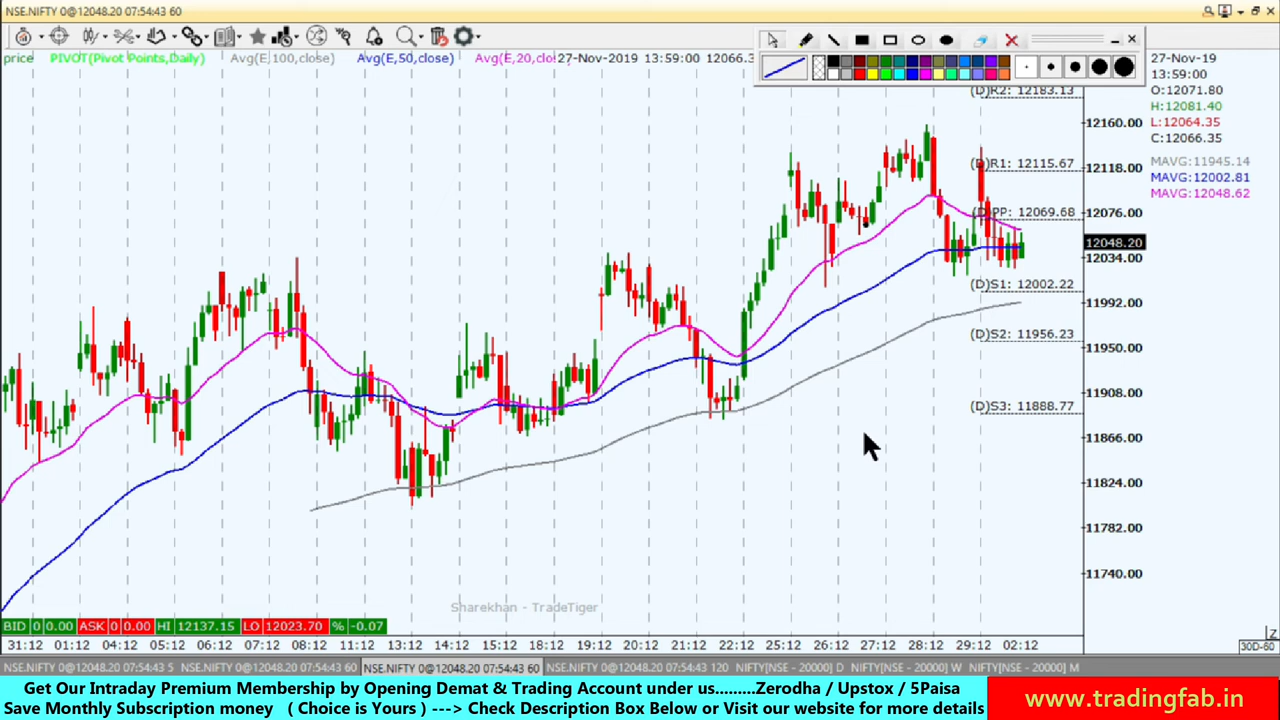 NSE.NIFTY 0@12048.20 07:54:43 60
price PIVOT(Pivot Points,Daily) Avg(E,100,close) Avg(E,50,close) Avg(E,20,clo 27-Nov-2019 13:59:00 12066.3
27-Nov-19
13:59:00
O:12071.80
H:12081.40
L:12064.35
C:12066.35
MAVG:11945.14
MAVG:12002.81
MAVG:12048.62
(D)R2: 12183.13
(D)R1: 12115.67
(D)PP: 12069.68
(D)S1: 12002.22
(D)S2: 11956.23
(D)S3: 11888.77
12160.00
12118.00
12076.00
12048.20
12034.00
11992.00
11950.00
11908.00
11866.00
11824.00
11782.00
11740.00
Sharekhan - TradeTiger
BID 0 0.00 ASK 0 0.00 HI 12137.15 LO 12023.70 % -0.07
31:12 01:12 04:12 05:12 06:12 07:12 08:12 11:12 13:12 14:12 15:12 18:12 19:12 20:12 21:12 22:12 25:12 26:12 27:12 28:12 29:12 02:12
Z
30D-60
NSE.NIFTY 0@12048.20 07:54:43 5 NSE.NIFTY 0@12048.20 07:54:43 60 NSE.NIFTY 0@12048.20 07:54:43 60 NSE.NIFTY 0@12048.20 07:54:43 120 NIFTY[NSE - 20000] D NIFTY[NSE - 20000] W NIFTY[NSE - 20000] M
Get Our Intraday Premium Membership by Opening Demat & Trading Account under us.........Zerodha / Upstox / 5Paisa
Save Monthly Subscription money ( Choice is Yours ) ---> Check Description Box Below or Visit our website for more details
www.tradingfab.in